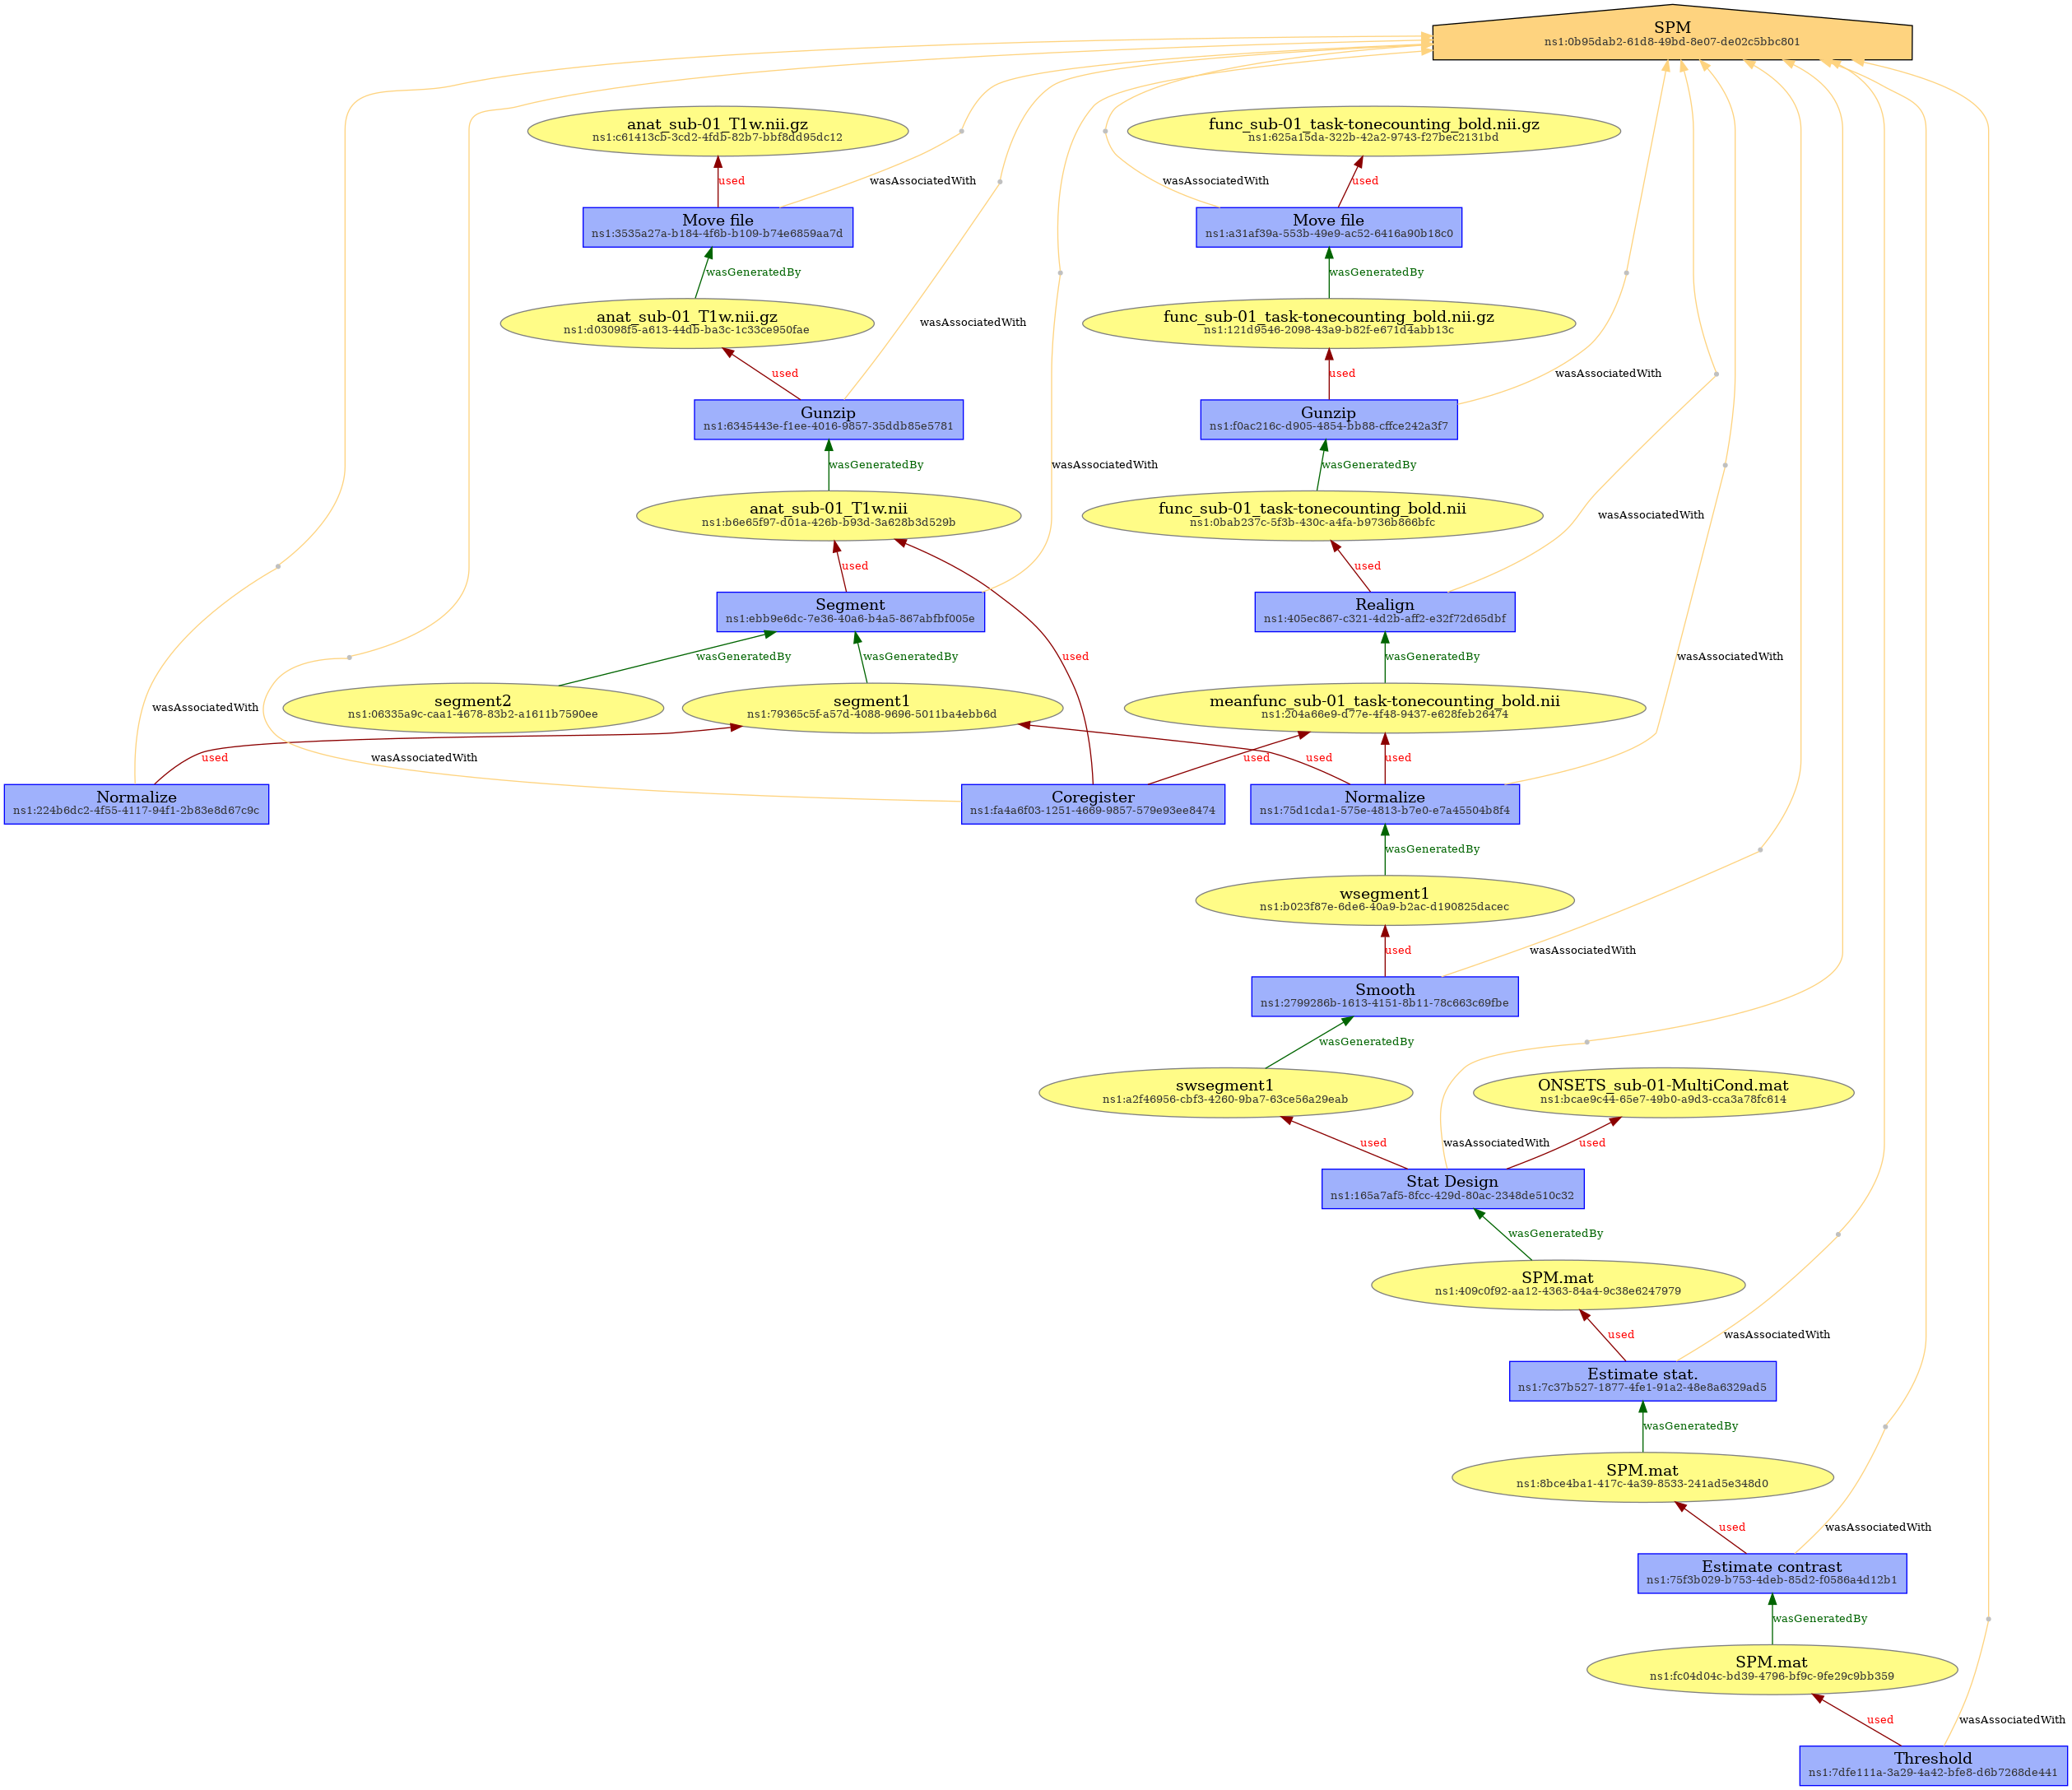 SPM
ns1:0b95dab2-61d8-49bd-8e07-de02c5bbc801
anat_sub-01_T1w.nii.gz
ns1:c61413cb-3cd2-4fdb-82b7-bbf8dd95dc12
func_sub-01_task-tonecounting_bold.nii.gz
ns1:625a15da-322b-42a2-9743-f27bec2131bd
used
wasAssociatedWith
wasAssociatedWith
used
Move file
ns1:3535a27a-b184-4f6b-b109-b74e6859aa7d
Move file
ns1:a31af39a-553b-49e9-ac52-6416a90b18c0
wasGeneratedBy
wasGeneratedBy
anat_sub-01_T1w.nii.gz
ns1:d03098f5-a613-44db-ba3c-1c33ce950fae
wasAssociatedWith
func_sub-01_task-tonecounting_bold.nii.gz
ns1:121d9546-2098-43a9-b82f-e671d4abb13c
used
used
wasAssociatedWith
Gunzip
ns1:6345443e-f1ee-4016-9857-35ddb85e5781
Gunzip
ns1:f0ac216c-d905-4854-bb88-cffce242a3f7
wasGeneratedBy
wasAssociatedWith
wasGeneratedBy
anat_sub-01_T1w.nii
ns1:b6e65f97-d01a-426b-b93d-3a628b3d529b
func_sub-01_task-tonecounting_bold.nii
ns1:0bab237c-5f3b-430c-a4fa-b9736b866bfc
wasAssociatedWith
used
used
Segment
ns1:ebb9e6dc-7e36-40a6-b4a5-867abfbf005e
Realign
ns1:405ec867-c321-4d2b-aff2-e32f72d65dbf
wasGeneratedBy
wasGeneratedBy
used
wasGeneratedBy
wasAssociatedWith
wasAssociatedWith
segment2
ns1:06335a9c-caa1-4678-83b2-a1611b7590ee
segment1
ns1:79365c5f-a57d-4088-9696-5011ba4ebb6d
meanfunc_sub-01_task-tonecounting_bold.nii
ns1:204a66e9-d77e-4f48-9437-e628feb26474
used
wasAssociatedWith
used
used
used
Normalize
ns1:224b6dc2-4f55-4117-94f1-2b83e8d67c9c
Coregister
ns1:fa4a6f03-1251-4669-9857-579e93ee8474
Normalize
ns1:75d1cda1-575e-4813-b7e0-e7a45504b8f4
wasGeneratedBy
wsegment1
ns1:b023f87e-6de6-40a9-b2ac-d190825dacec
used
wasAssociatedWith
Smooth
ns1:2799286b-1613-4151-8b11-78c663c69fbe
wasGeneratedBy
swsegment1
ns1:a2f46956-cbf3-4260-9ba7-63ce56a29eab
ONSETS_sub-01-MultiCond.mat
ns1:bcae9c44-65e7-49b0-a9d3-cca3a78fc614
used
wasAssociatedWith
used
Stat Design
ns1:165a7af5-8fcc-429d-80ac-2348de510c32
wasGeneratedBy
SPM.mat
ns1:409c0f92-aa12-4363-84a4-9c38e6247979
used
wasAssociatedWith
Estimate stat.
ns1:7c37b527-1877-4fe1-91a2-48e8a6329ad5
wasGeneratedBy
SPM.mat
ns1:8bce4ba1-417c-4a39-8533-241ad5e348d0
used
wasAssociatedWith
Estimate contrast
ns1:75f3b029-b753-4deb-85d2-f0586a4d12b1
wasGeneratedBy
SPM.mat
ns1:fc04d04c-bd39-4796-bf9c-9fe29c9bb359
used
wasAssociatedWith
Threshold
ns1:7dfe111a-3a29-4a42-bfe8-d6b7268de441